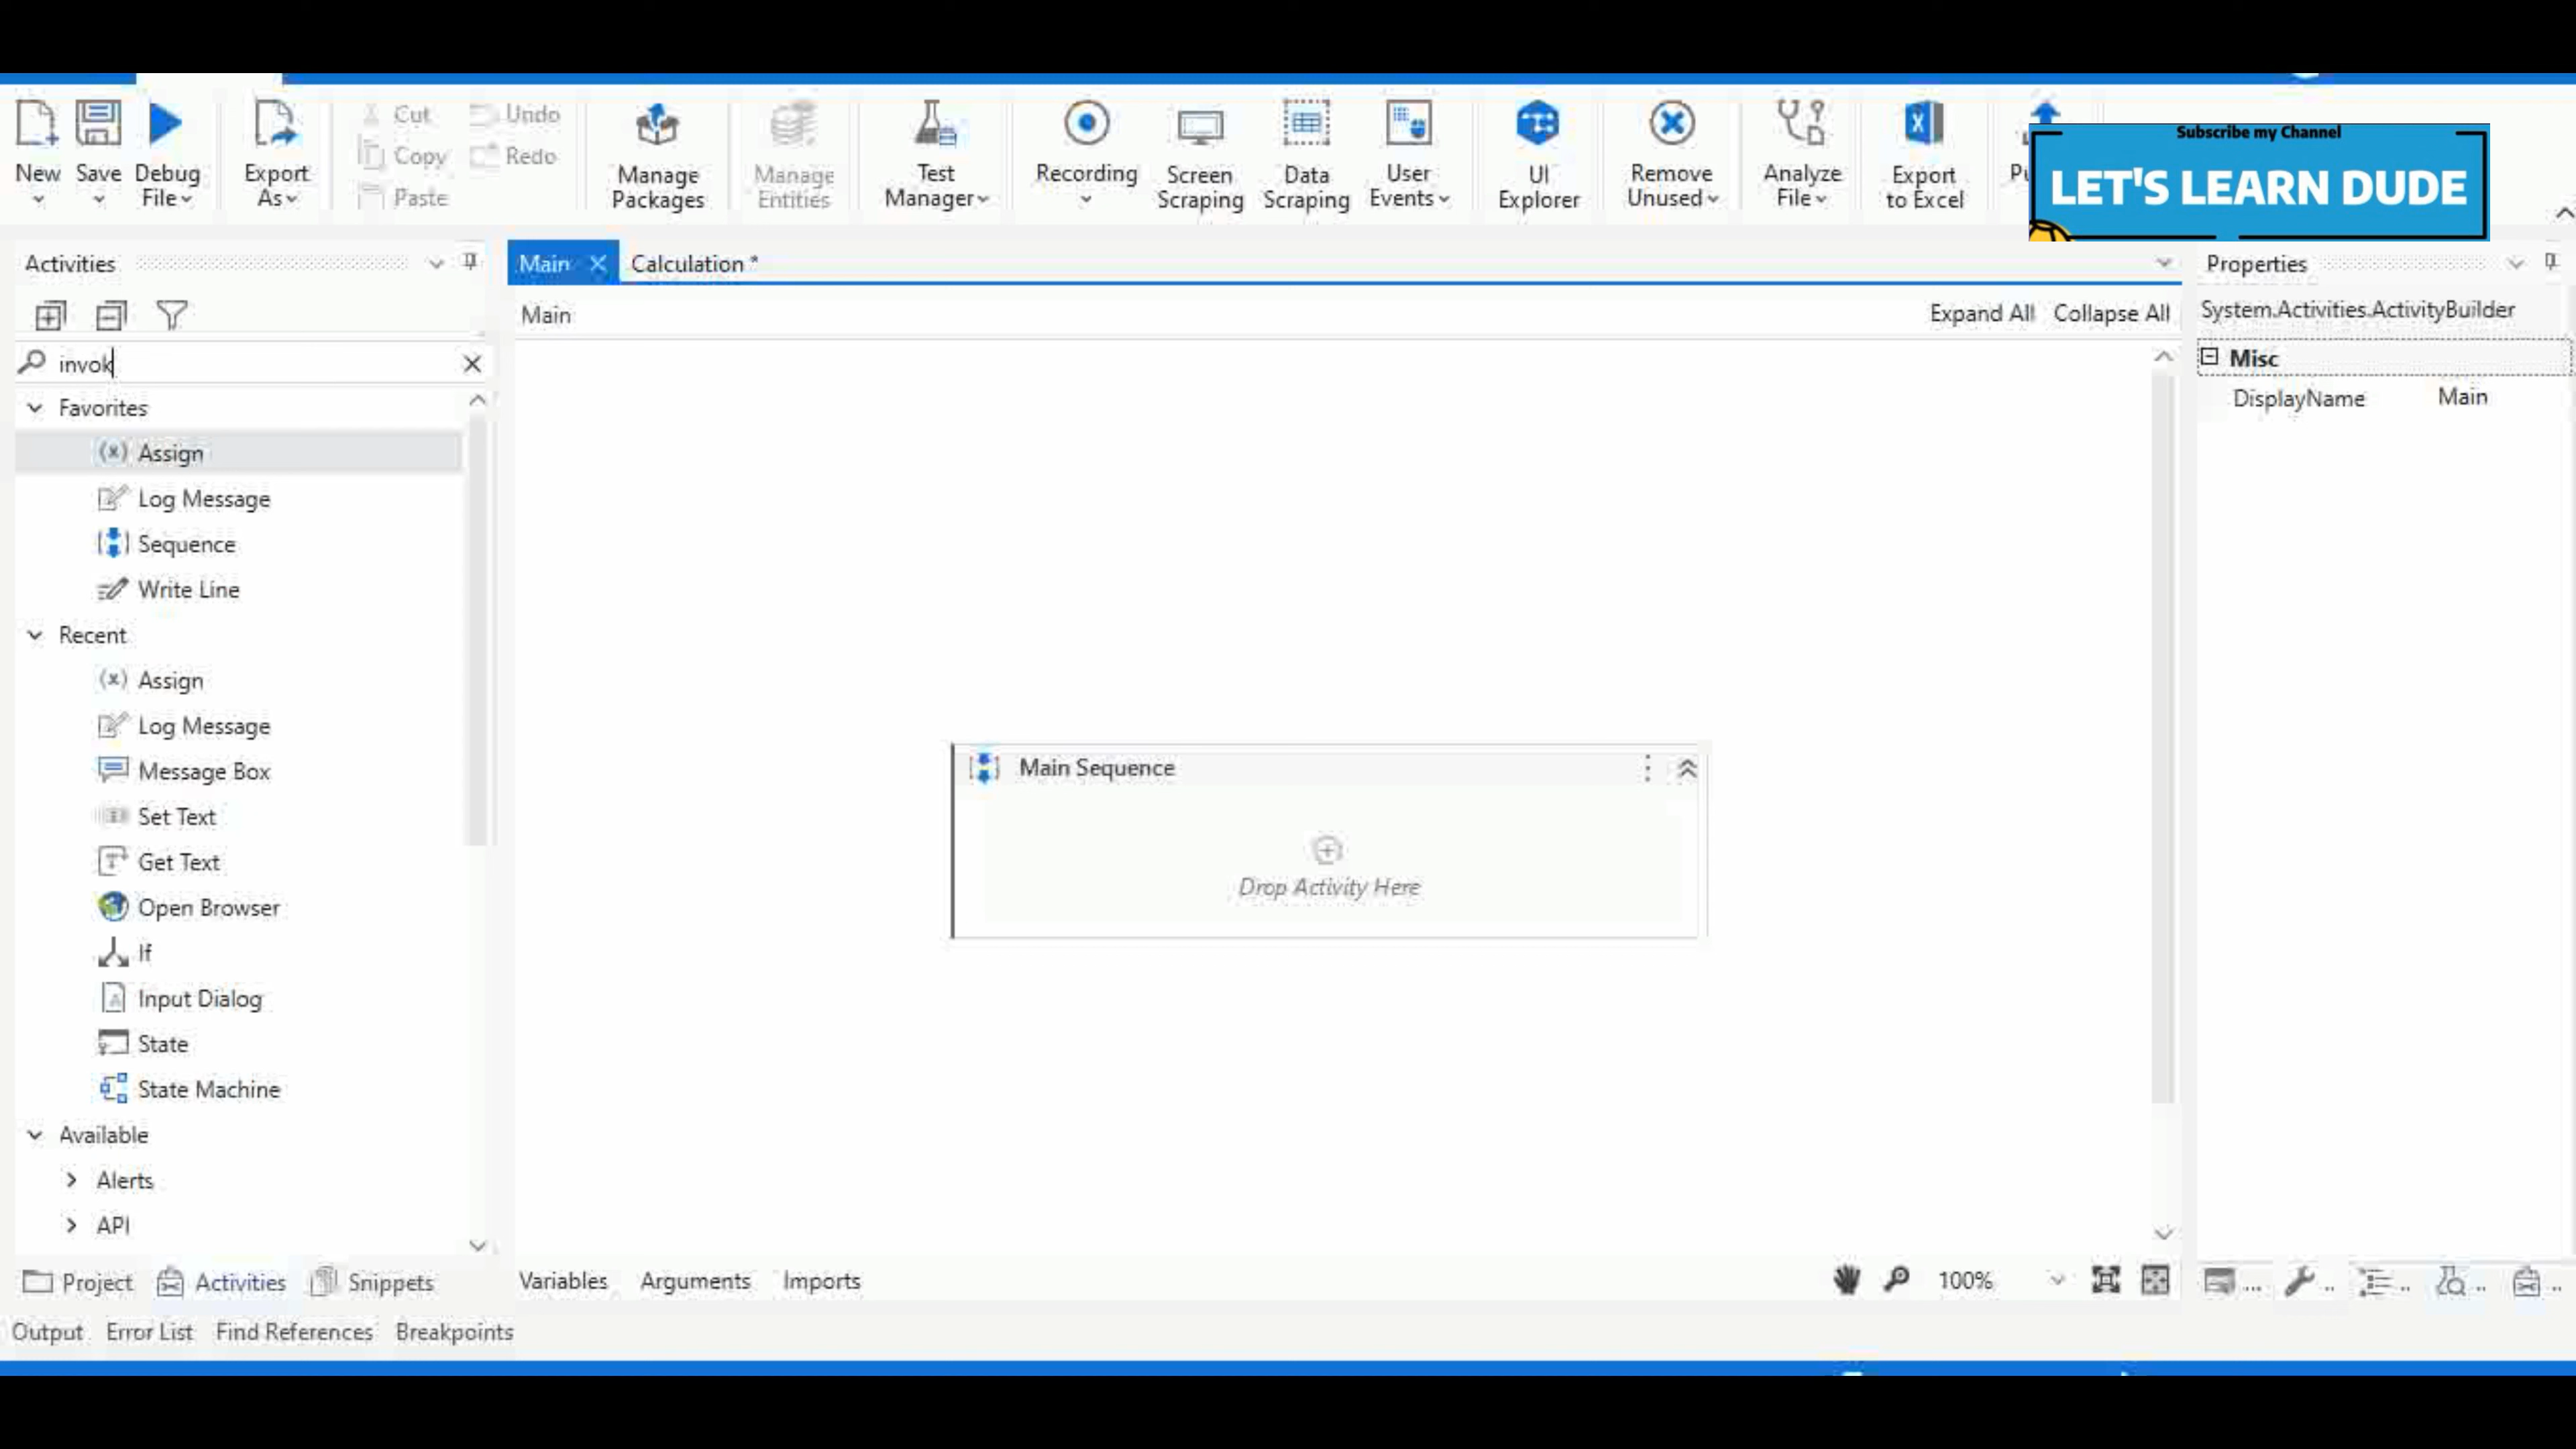 Subscribe my Channel
LET'S LEARN DUDE
New
Save
Debug
File
Export
As
Cut
Copy
Paste
Undo
Redo
Manage
Packages
Manage
Entities
Test
Manager
Recording
Screen
Scraping
Data
Scraping
User
Events
UI
Explorer
Remove
Unused
Analyze
File
Export
to Excel
Activities
invok
Favorites
Assign
Log Message
Sequence
Write Line
Recent
Assign
Log Message
Message Box
Set Text
Get Text
Open Browser
If
Input Dialog
State
State Machine
Available
Alerts
API
Project
Activities
Snippets
Main
Calculation *
Main
Expand All
Collapse All
Main Sequence
Drop Activity Here
Variables
Arguments
Imports
100%
Properties
System.Activities.ActivityBuilder
Misc
DisplayName
Main
Output
Error List
Find References
Breakpoints